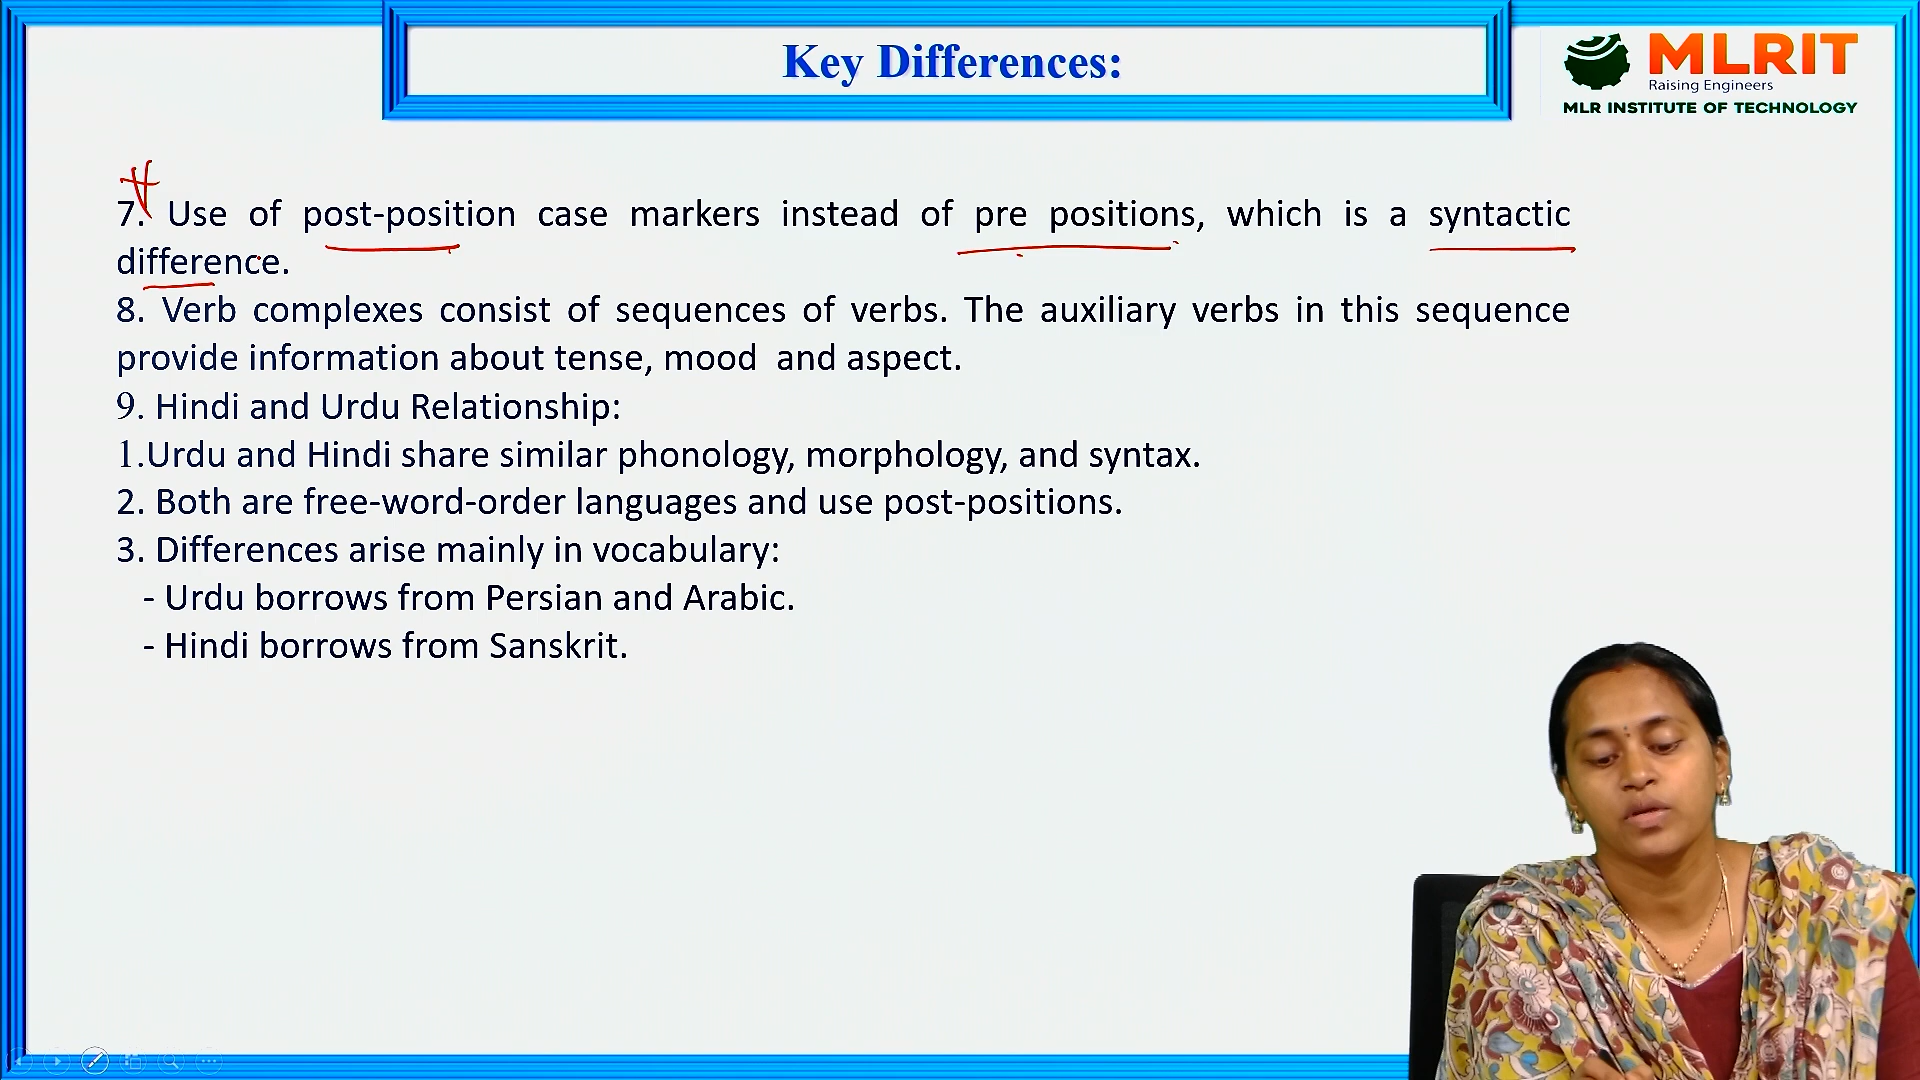 Key Differences:
MLRIT
Raising Engineers
MLR INSTITUTE OF TECHNOLOGY
7. Use of post-position case markers instead of pre positions, which is a syntactic
difference.
8. Verb complexes consist of sequences of verbs. The auxiliary verbs in this sequence
provide information about tense, mood and aspect.
9. Hindi and Urdu Relationship:
1.Urdu and Hindi share similar phonology, morphology, and syntax.
2. Both are free-word-order languages and use post-positions.
3. Differences arise mainly in vocabulary:
- Urdu borrows from Persian and Arabic.
- Hindi borrows from Sanskrit.